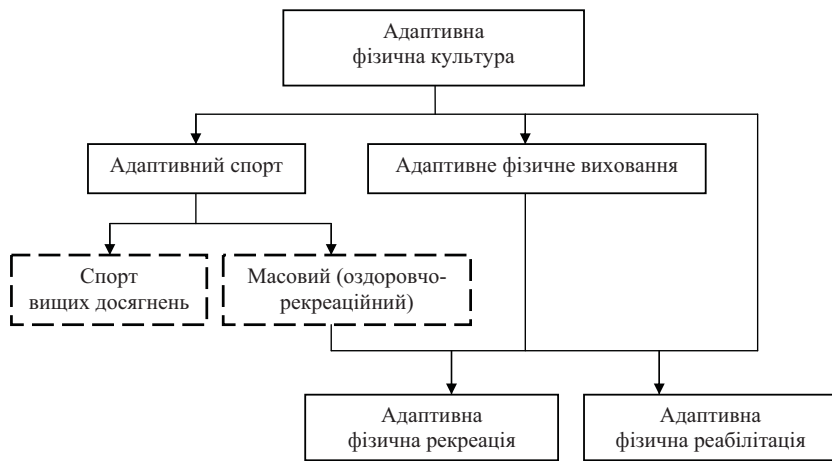 Адаптивна
фізична культура
Адаптивний спорт
Адаптивне фізичне виховання
Спорт
вищих досягнень
Масовий (оздоровчо-
рекреаційний)
Адаптивна
фізична рекреація
Адаптивна
фізична реабілітація